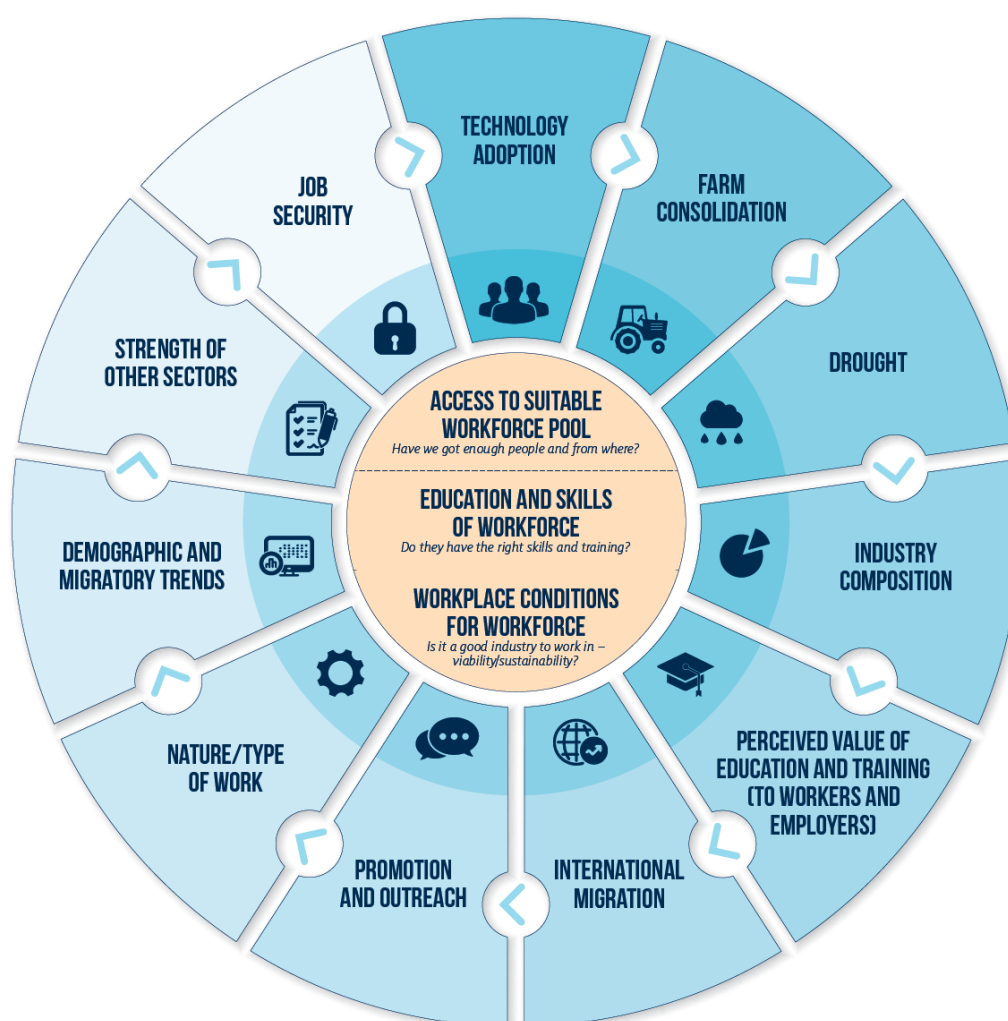 TECHNOLOGY
ADOPTION
FARM
CONSOLIDATION
DROUGHT
INDUSTRY
COMPOSITION
PERCEIVED VALUE OF
EDUCATION AND TRAINING
(TO WORKERS AND
EMPLOYERS)
INTERNATIONAL
MIGRATION
PROMOTION
AND OUTREACH
NATURE/TYPE
OF WORK
DEMOGRAPHIC AND
MIGRATORY TRENDS
STRENGTH OF
OTHER SECTORS
JOB
SECURITY
ACCESS TO SUITABLE
WORKFORCE POOL
Have we got enough people and from where?
EDUCATION AND SKILLS
OF WORKFORCE
Do they have the right skills and training?
WORKPLACE CONDITIONS
FOR WORKFORCE
Is it a good industry to work in –
viability/sustainability?